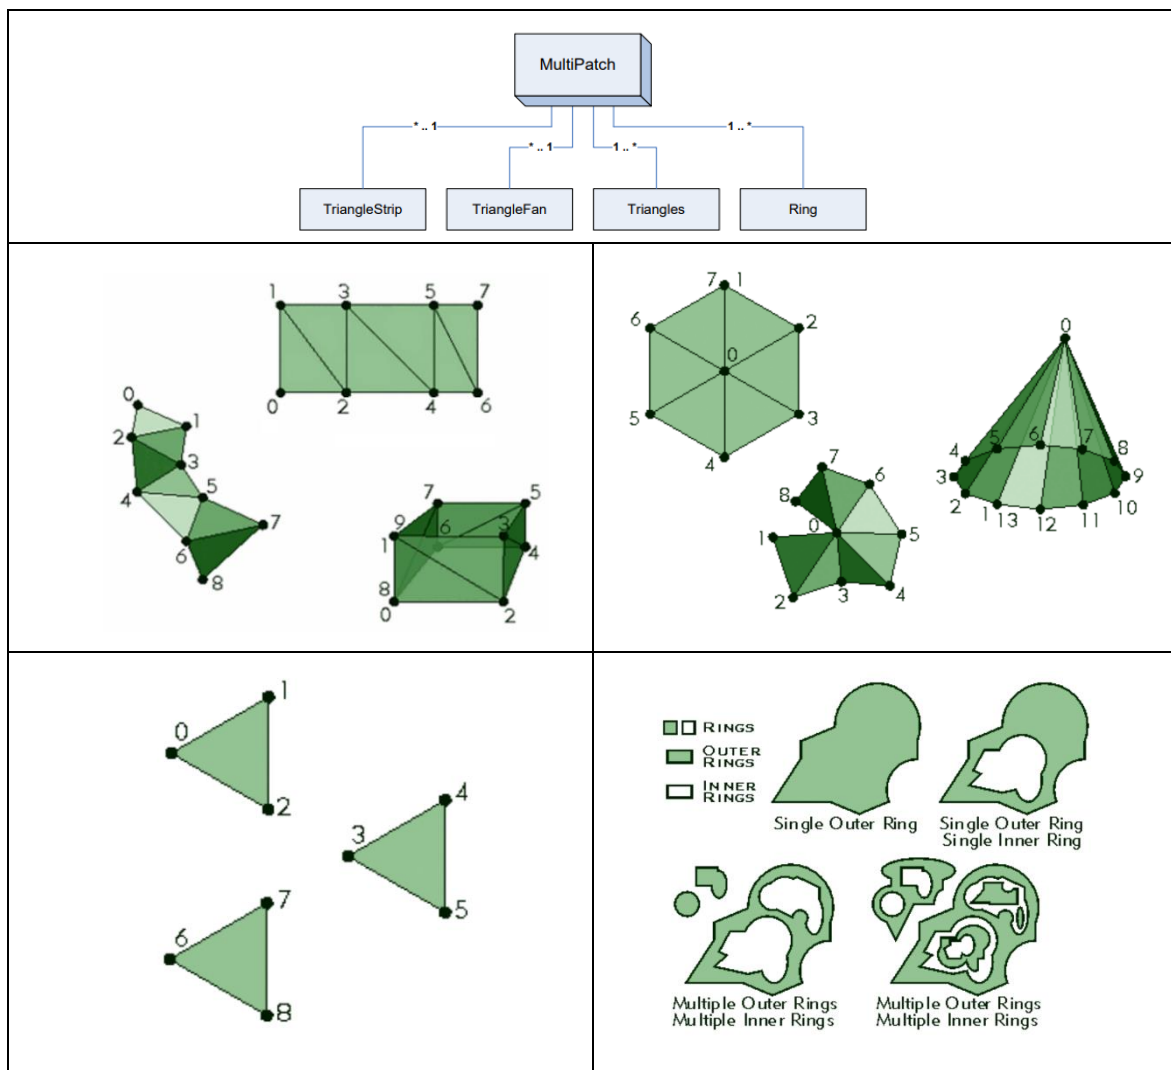 MultiPatch
* .. 1
1 .. *
* .. 1
1 .. *
TriangleStrip
TriangleFan
Triangles
Ring
1 3 5 7
0 2 4 6
0
1
2
3
4
5
6
7
8
7 5
9 6 3
1 4
8
0 2
7 1
6 2
0
5 3
4
7
8 6
0
1 5
2 3 4
0
4 5 6 7 8
3 9
2 1 13 12 11 10
1
0
2
4
3
5
7
6
8
RINGS
OUTER
RINGS
INNER
RINGS
Single Outer Ring
Single Outer Ring
Single Inner Ring
Multiple Outer Rings
Multiple Inner Rings
Multiple Outer Rings
Multiple Inner Rings